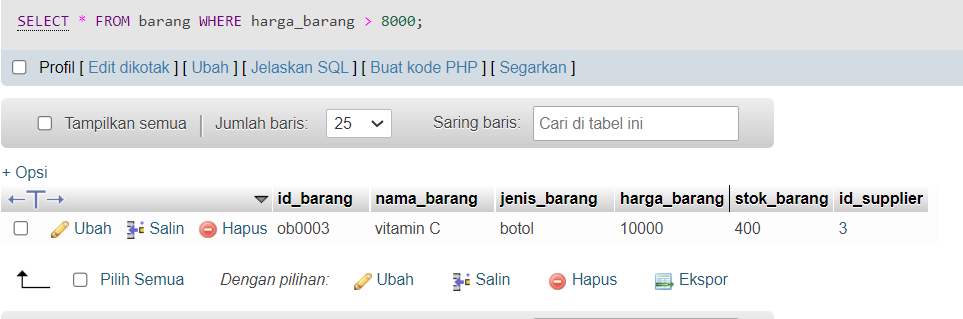 SELECT * FROM barang WHERE harga_barang > 8000;
Profil [ Edit dikotak ] [ Ubah ] [ Jelaskan SQL ] [ Buat kode PHP ] [ Segarkan ]
Tampilkan semua | Jumlah baris: 25 Saring baris: Cari di tabel ini
+ Opsi
←T→ id_barang nama_barang jenis_barang harga_barang stok_barang id_supplier
Ubah Salin Hapus ob0003 vitamin C botol 10000 400 3
Pilih Semua Dengan pilihan: Ubah Salin Hapus Ekspor